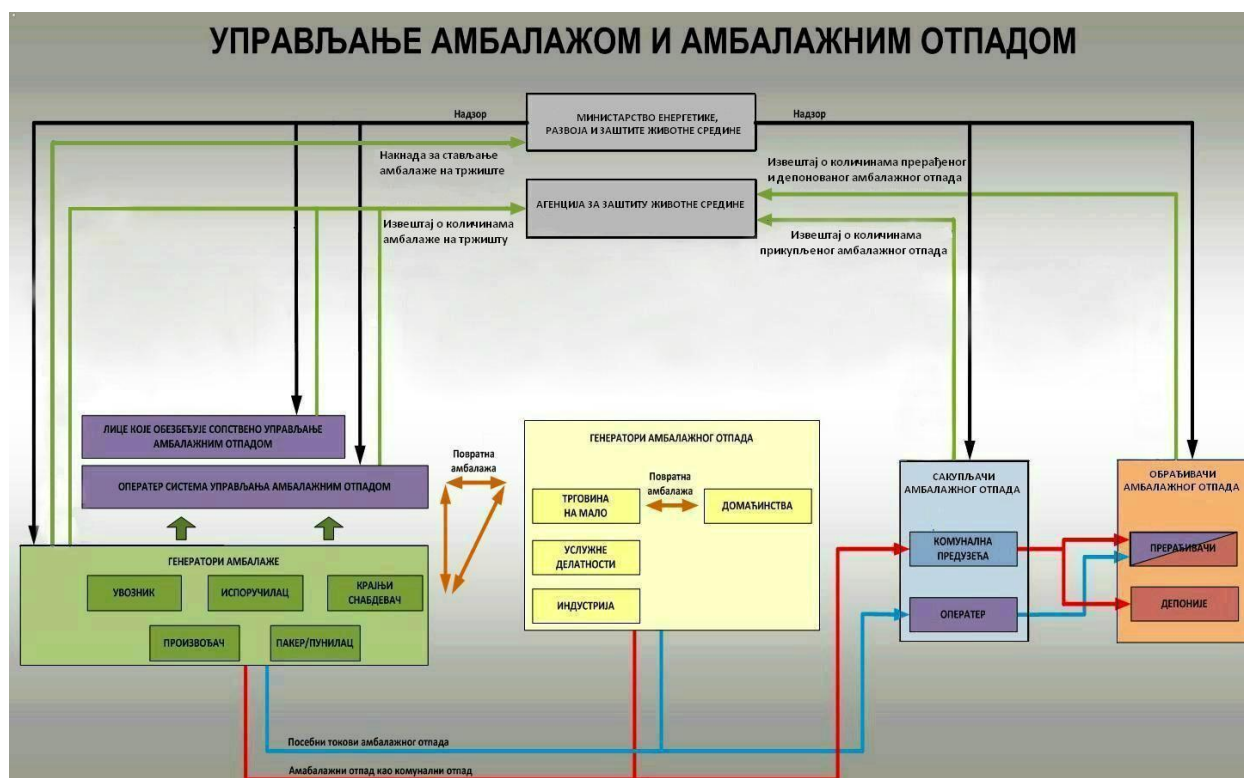 УПРАВЉАЊЕ АМБАЛАЖОМ И АМБАЛАЖНИМ ОТПАДОМ
Надзор
МИНИСТАРСТВО ЕНЕРГЕТИКЕ,
РАЗВОЈА И ЗАШТИТЕ ЖИВОТНЕ СРЕДИНЕ
Надзор
Накнада за стављање
амбалаже на тржиште
Извештај о количинама прерађеног
и депонованог амбалажног отпада
АГЕНЦИЈА ЗА ЗАШТИТУ ЖИВОТНЕ СРЕДИНЕ
Извештај о количинама
амбалаже на тржишту
Извештај о количинама
прикупљеног амбалажног отпада
ЛИЦЕ КОЈЕ ОБЕЗБЕЂУЈЕ СОПСТВЕНО УПРАВЉАЊЕ
АМБАЛАЖНИМ ОТПАДОМ
ОПЕРАТЕР СИСТЕМА УПРАВЉАЊА АМБАЛАЖНИМ ОТПАДОМ
Повратна
амбалажа
ГЕНЕРАТОРИ АМБАЛАЖЕ
УВОЗНИК
ИСПОРУЧИЛАЦ
КРАЈЊИ
СНАБДЕВАЧ
ПРОИЗВОЂАЧ
ПАКЕР/ПУНИЛАЦ
ГЕНЕРАТОРИ АМБАЛАЖНОГ ОТПАДА
ТРГОВИНА
НА МАЛО
Повратна
амбалажа
ДОМАЋИНСТВА
УСЛУЖНЕ
ДЕЛАТНОСТИ
ИНДУСТРИЈА
САКУПЉАЧИ
АМБАЛАЖНОГ ОТПАДА
КОМУНАЛНА
ПРЕДУЗЕЋА
ОПЕРАТЕР
ОБРАЂИВАЧИ
АМБАЛАЖНОГ ОТПАДА
ПРЕРАЂИВАЧИ
ДЕПОНИЈЕ
Посебни токови амбалажног отпада
Амабалажни отпад као комунални отпад